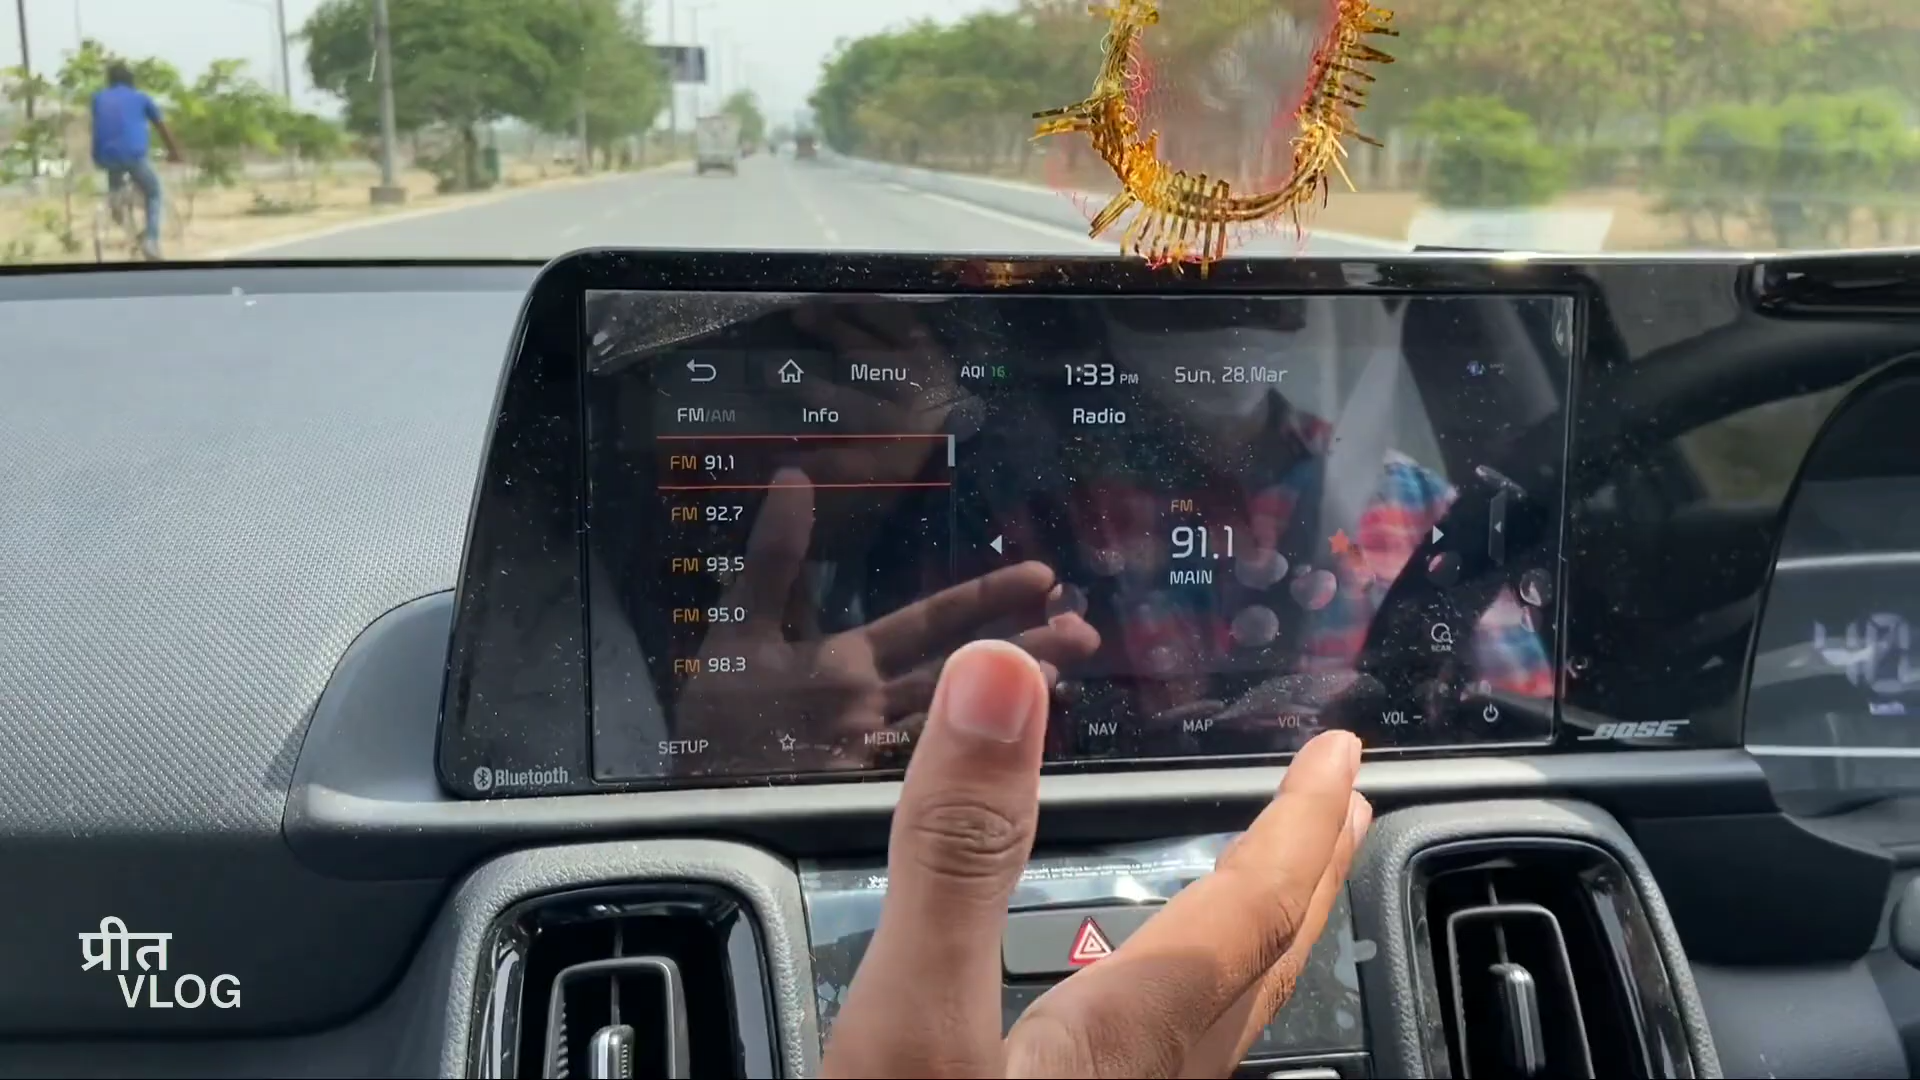 Menu
AQI 16
1:33 PM
Sun, 28.Mar
FM/AM
Info
Radio
FM 91.1
FM 92.7
FM 93.5
FM 95.0
FM 98.3
FM
91.1
MAIN
SCAN
SETUP
MEDIA
NAV
MAP
VOL +
VOL -
Bluetooth
BOSE
प्रीत
VLOG